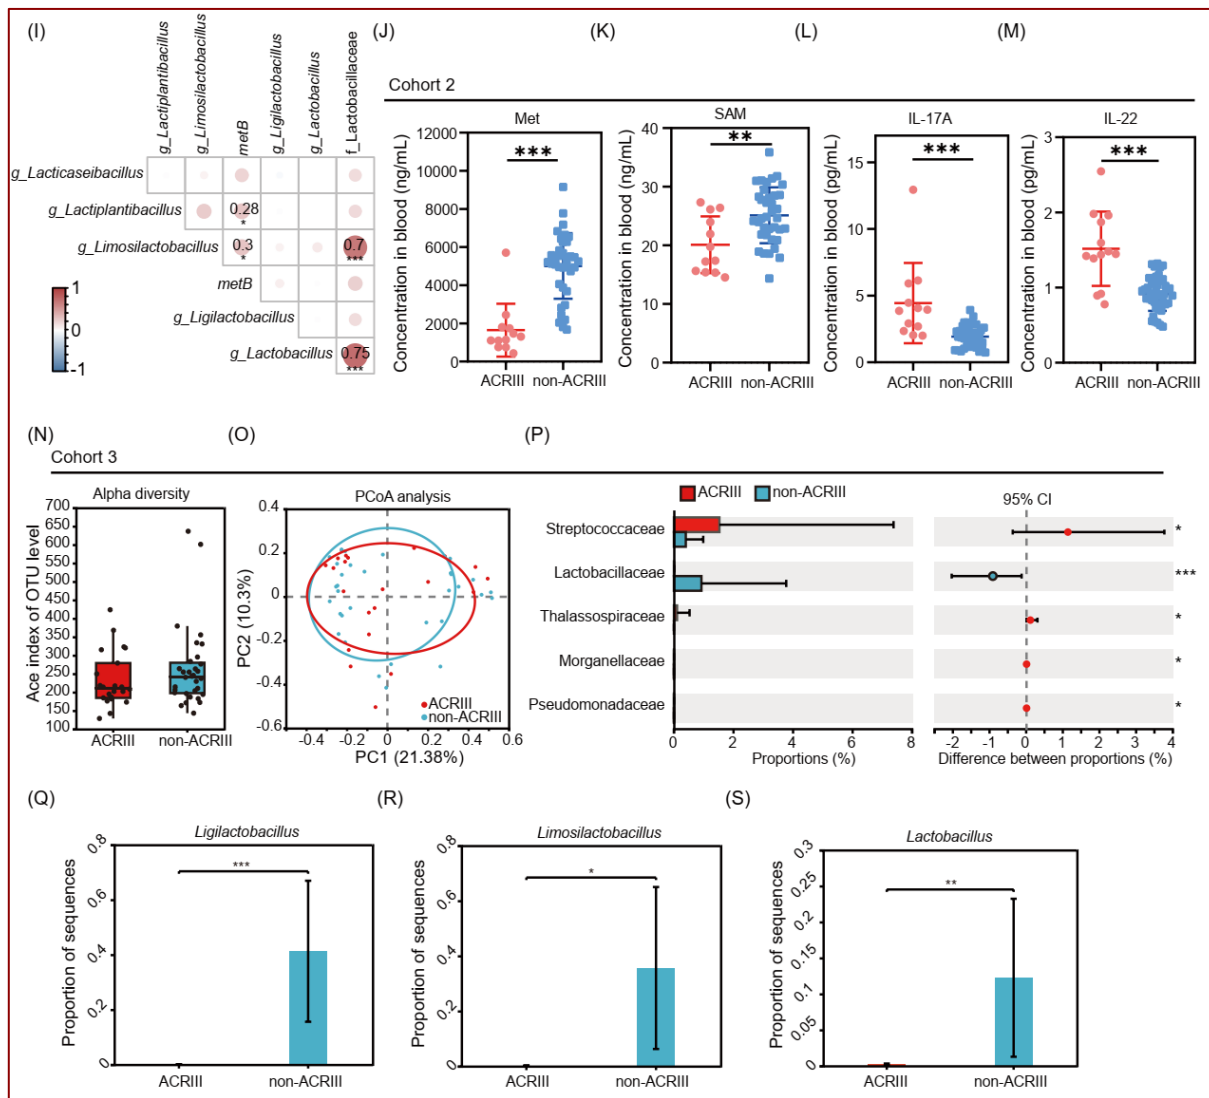 (I)
(J)
(K)
(L)
(M)
g_Lactiplantibacillus
g_Limosilactobacillus
metB
g_Ligilactobacillus
g_Lactobacillus
f_Lactobacillaceae
g_Lacticaseibacillus
g_Lactiplantibacillus
0.28
*
g_Limosilactobacillus
0.3
*
0.7
***
metB
g_Ligilactobacillus
g_Lactobacillus
0.75
***
1
0
-1
Cohort 2
Met
Concentration in blood (ng/mL)
12000
10000
8000
6000
4000
2000
0
***
ACRIII
non-ACRIII
SAM
Concentration in blood (ng/mL)
40
30
20
10
0
**
ACRIII
non-ACRIII
IL-17A
Concentration in blood (pg/mL)
15
10
5
0
***
ACRIII
non-ACRIII
IL-22
Concentration in blood (pg/mL)
3
2
1
0
***
ACRIII
non-ACRIII
(N)
(O)
(P)
Cohort 3
Alpha diversity
Ace index of OTU level
700
650
600
550
500
450
400
350
300
250
200
150
100
ACRIII
non-ACRIII
PCoA analysis
PC2 (10.3%)
0.4
0.2
0
-0.2
-0.4
-0.6
ACRIII
non-ACRIII
-0.4
-0.2
0
0.2
0.4
0.6
PC1 (21.38%)
ACRIII
non-ACRIII
95% CI
Streptococcaceae
*
Lactobacillaceae
***
Thalassospiraceae
*
Morganellaceae
*
Pseudomonadaceae
*
0
2
4
6
8
Proportions (%)
-2
-1
0
1
2
3
4
Difference between proportions (%)
(Q)
(R)
(S)
Ligilactobacillus
Proportion of sequences
0.8
0.6
0.4
0.2
0
***
ACRIII
non-ACRIII
Limosilactobacillus
Proportion of sequences
0.8
0.6
0.4
0.2
0
*
ACRIII
non-ACRIII
Lactobacillus
Proportion of sequences
0.3
0.25
0.2
0.15
0.1
0.05
0
**
ACRIII
non-ACRIII